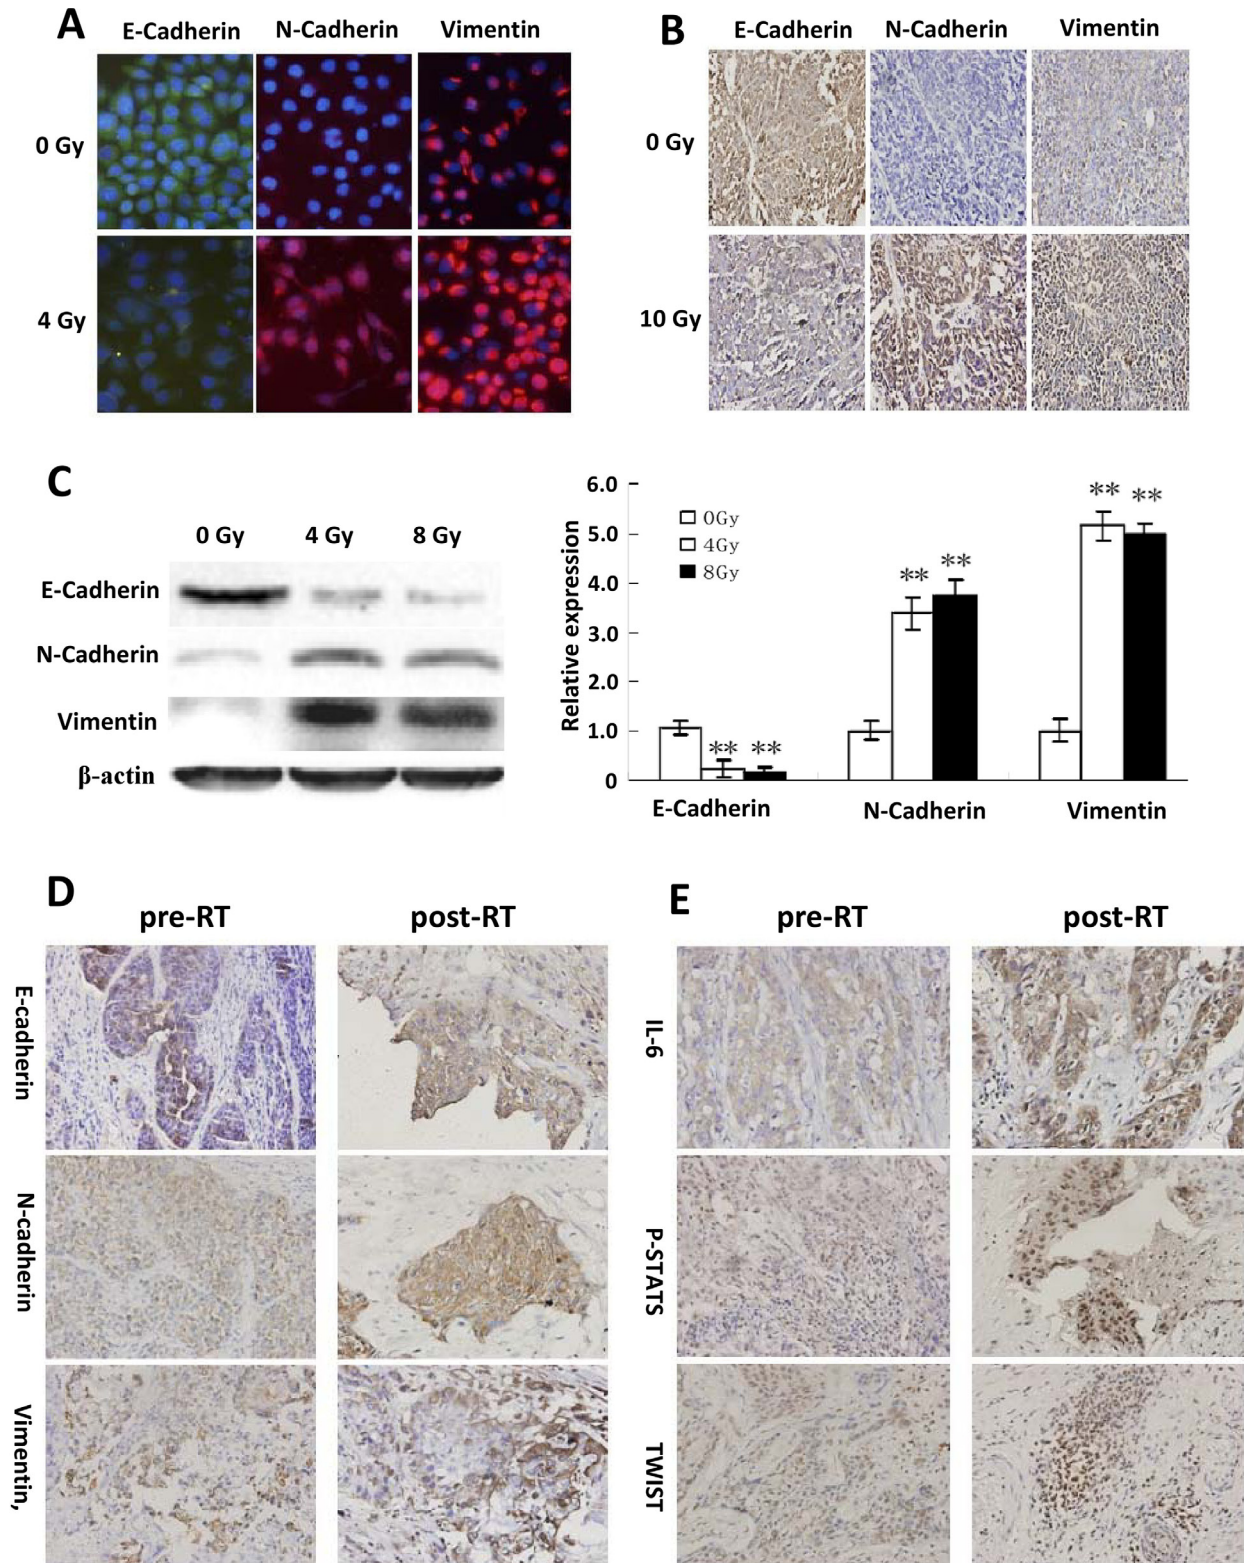 A
E-Cadherin N-Cadherin Vimentin
0 Gy
4 Gy
B
E-Cadherin N-Cadherin Vimentin
0 Gy
10 Gy
C
0 Gy 4 Gy 8 Gy
E-Cadherin
N-Cadherin
Vimentin
β-actin
Relative expression
6.0
5.0
4.0
3.0
2.0
1.0
0
0Gy
4Gy
8Gy
** **
** **
** **
E-Cadherin N-Cadherin Vimentin
D
pre-RT post-RT
E-cadherin
N-cadherin
Vimentin,
E
pre-RT post-RT
IL-6
P-STATS
TWIST